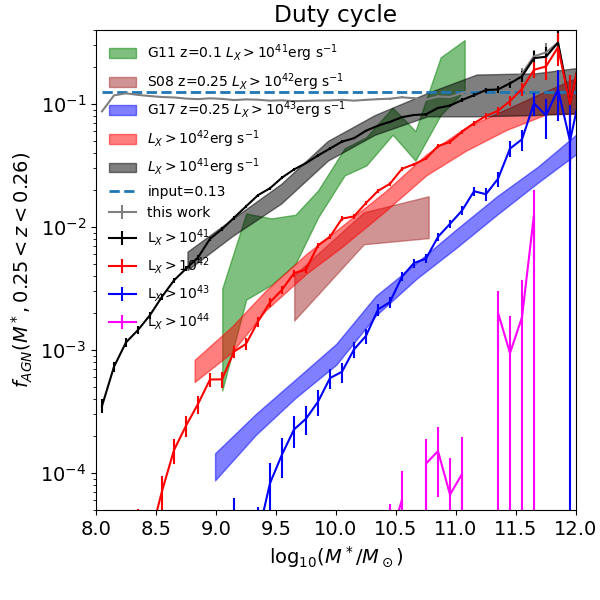 Duty cycle
G11 z=0.1 L_X > 10^41 erg s^−1
S08 z=0.25 L_X > 10^42 erg s^−1
G17 z=0.25 L_X > 10^43 erg s^−1
L_X > 10^42 erg s^−1
L_X > 10^41 erg s^−1
input=0.13
this work
L_X > 10^41
L_X > 10^42
L_X > 10^43
L_X > 10^44
10^−1
10^−2
10^−3
10^−4
f_AGN(M^*, 0.25 < z < 0.26)
8.0 8.5 9.0 9.5 10.0 10.5 11.0 11.5 12.0
log_10(M^*/M_⊙)